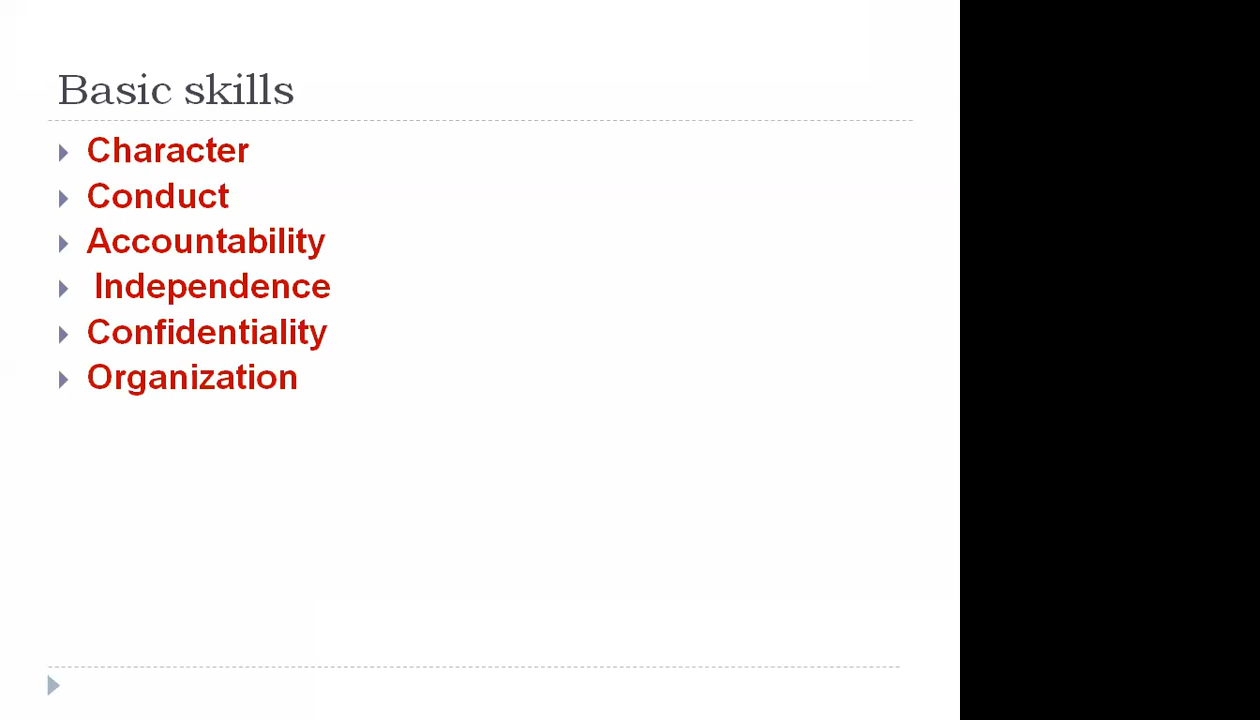 Basic skills
Character
Conduct
Accountability
Independence
Confidentiality
Organization